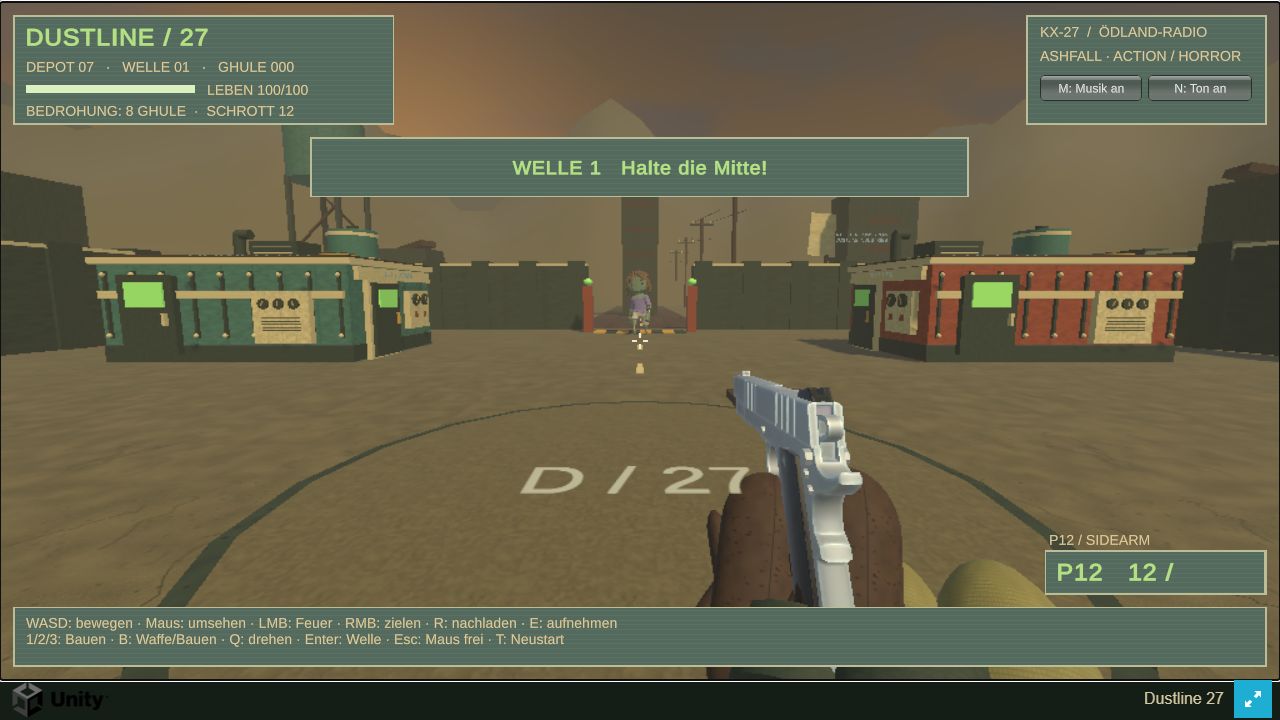 DUSTLINE / 27
DEPOT 07 · WELLE 01 · GHULE 000
LEBEN 100/100
BEDROHUNG: 8 GHULE · SCHROTT 12
KX-27 / ÖDLAND-RADIO
ASHFALL · ACTION / HORROR
M: Musik an
N: Ton an
WELLE 1 Halte die Mitte!
D / 27
P12 / SIDEARM
P12 12 /
WASD: bewegen · Maus: umsehen · LMB: Feuer · RMB: zielen · R: nachladen · E: aufnehmen
1/2/3: Bauen · B: Waffe/Bauen · Q: drehen · Enter: Welle · Esc: Maus frei · T: Neustart
Unity
Dustline 27